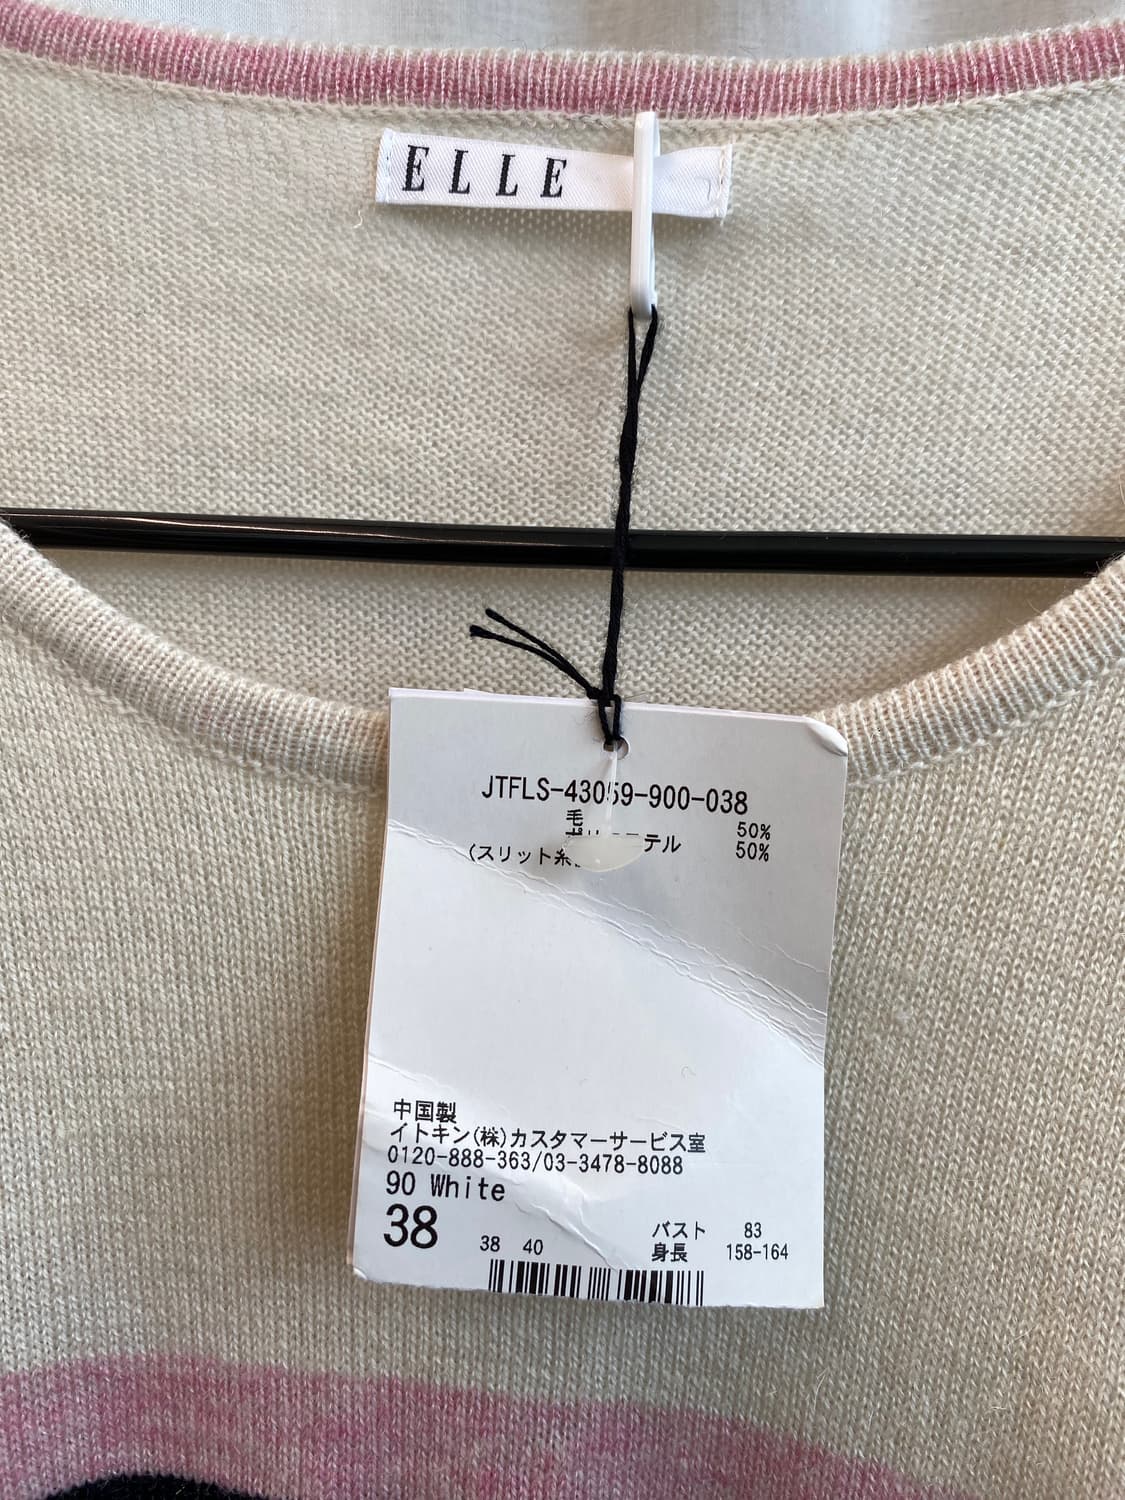 ELLE
JTFLS-43059-900-038
毛 50%
テル 50%
(スリット糸
中国製
イトキン(株)カスタマーサービス室
0120-888-363/03-3478-8088
90 White
38 38 40
バスト 83
身長 158-164